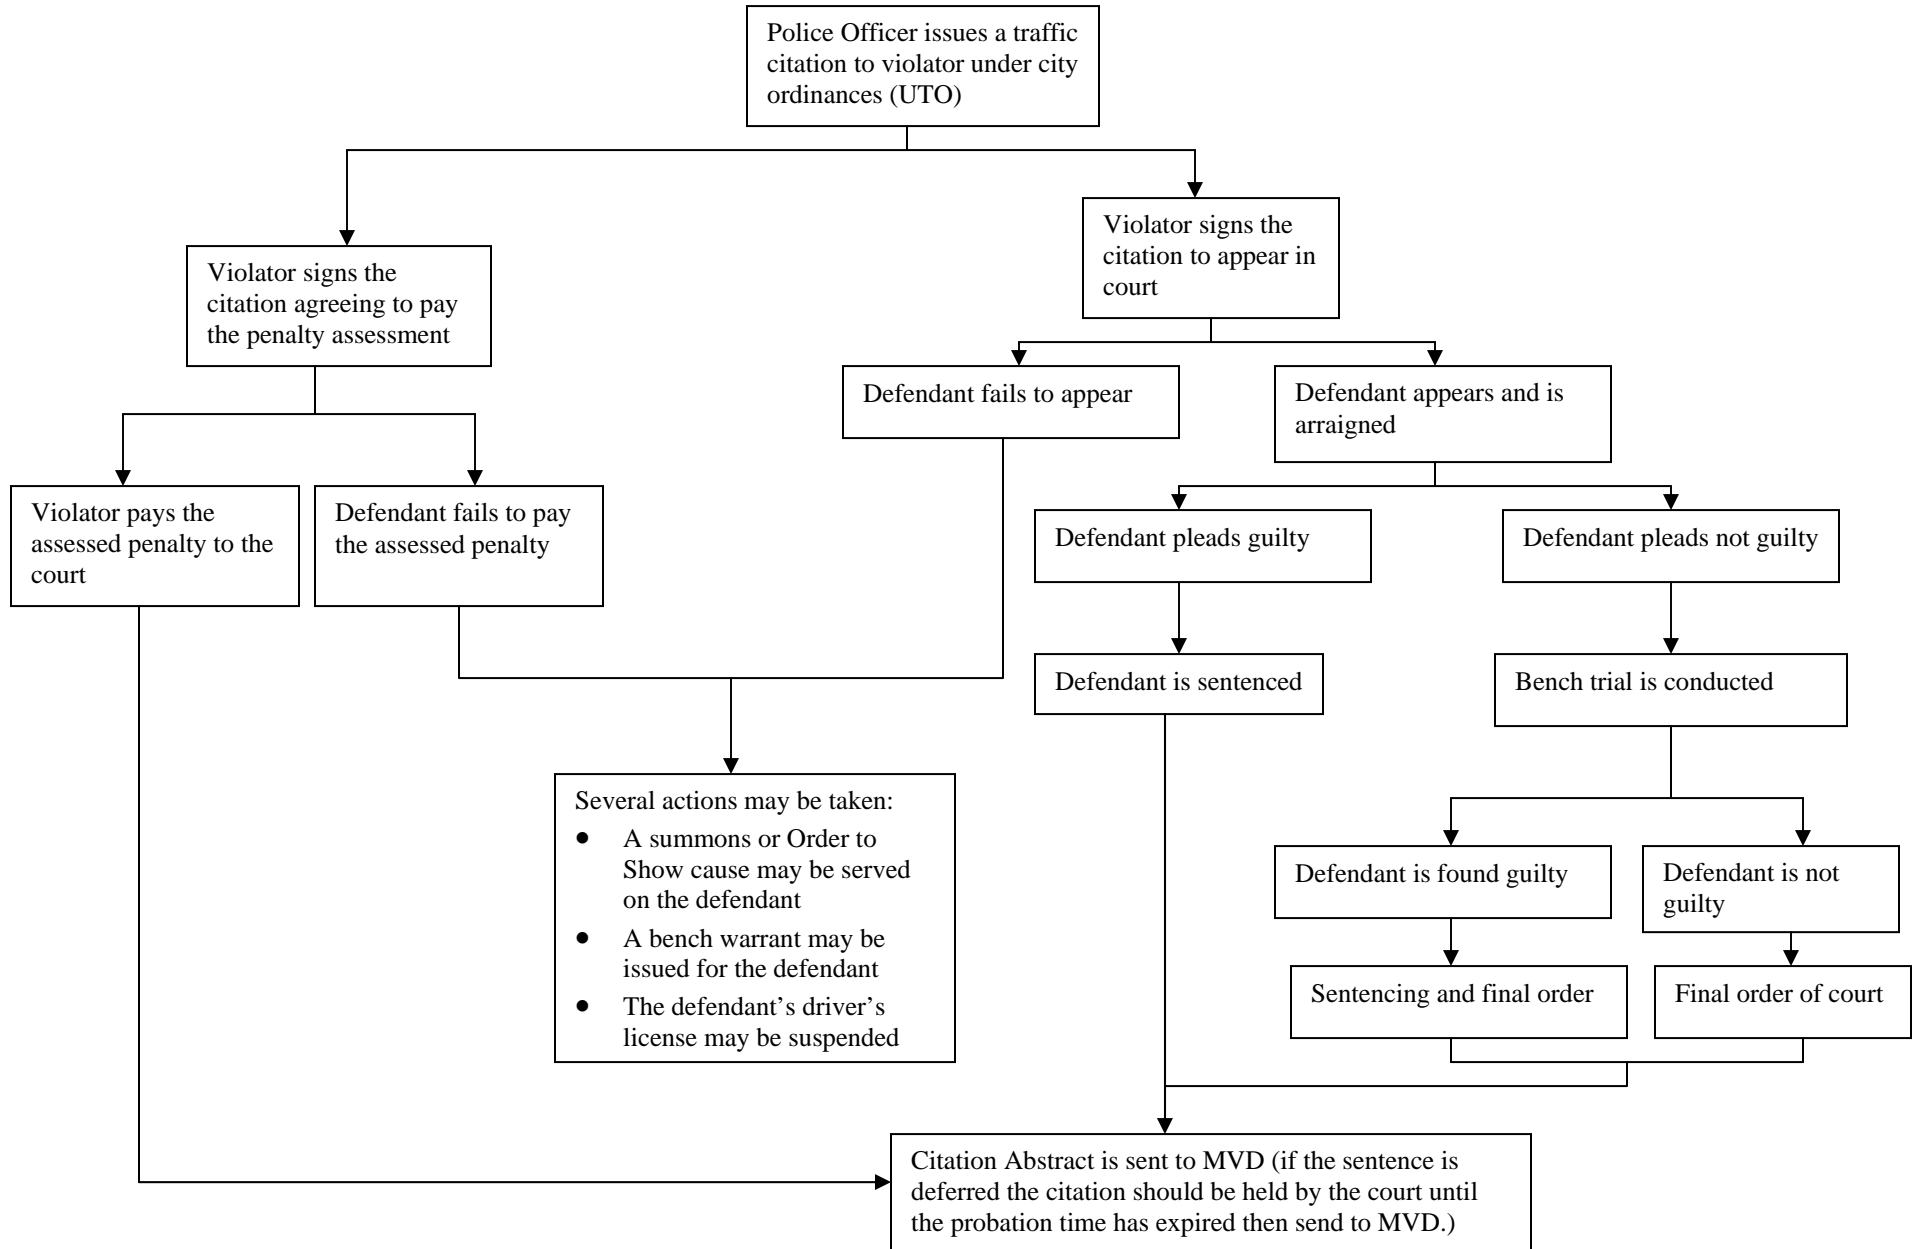 Police Officer issues a traffic
citation to violator under city
ordinances (UTO)
Violator signs the
citation to appear in
court
Violator signs the
citation agreeing to pay
the penalty assessment
Defendant fails to appear
Defendant appears and is
arraigned
Violator pays the
assessed penalty to the
court
Defendant fails to pay
the assessed penalty
Defendant pleads guilty
Defendant pleads not guilty
Defendant is sentenced
Bench trial is conducted
Several actions may be taken:
● A summons or Order to
Show cause may be served
on the defendant
● A bench warrant may be
issued for the defendant
● The defendant’s driver’s
license may be suspended
Defendant is found guilty
Defendant is not
guilty
Sentencing and final order
Final order of court
Citation Abstract is sent to MVD (if the sentence is
deferred the citation should be held by the court until
the probation time has expired then send to MVD.)